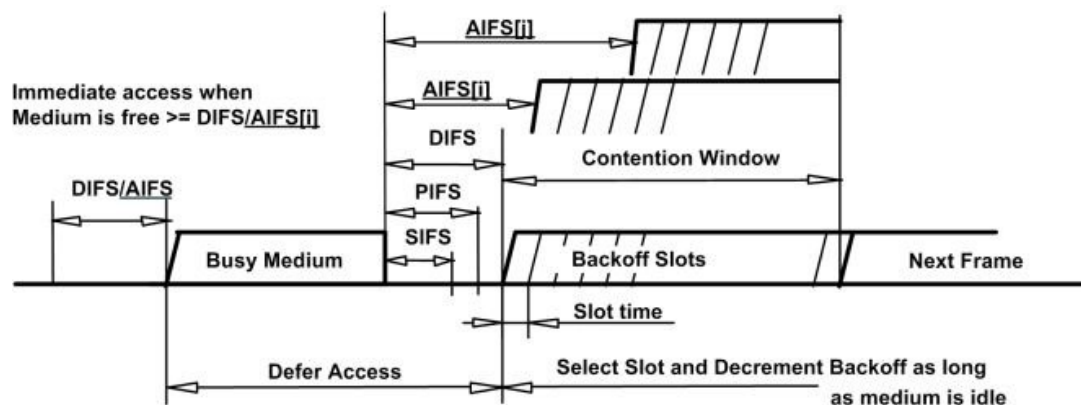 AIFS[j]
Immediate access when
Medium is free >= DIFS/AIFS[i]
AIFS[i]
DIFS
Contention Window
DIFS/AIFS
PIFS
SIFS
Busy Medium
Backoff Slots
Next Frame
Slot time
Defer Access
Select Slot and Decrement Backoff as long
as medium is idle